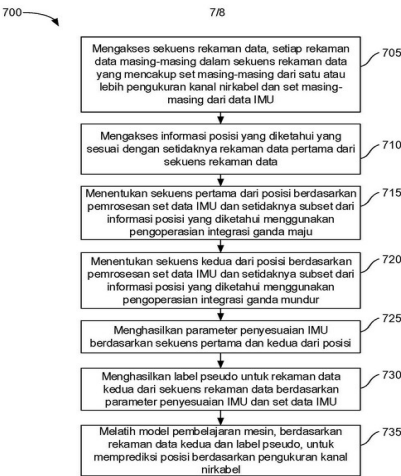 700
7/8
Mengakses sekuens rekaman data, setiap rekaman
data masing-masing dalam sekuens rekaman data
yang mencakup set masing-masing dari satu atau
lebih pengukuran kanal nirkabel dan set masing-
masing dari data IMU
705
Mengakses informasi posisi yang diketahui yang
sesuai dengan setidaknya rekaman data pertama dari
sekuens rekaman data
710
Menentukan sekuens pertama dari posisi berdasarkan
pemrosesan set data IMU dan setidaknya subset dari
informasi posisi yang diketahui menggunakan
pengoperasian integrasi ganda maju
715
Menentukan sekuens kedua dari posisi berdasarkan
pemrosesan set data IMU dan setidaknya subset dari
informasi posisi yang diketahui menggunakan
pengoperasian integrasi ganda mundur
720
Menghasilkan parameter penyesuaian IMU
berdasarkan sekuens pertama dan kedua dari posisi
725
Menghasilkan label pseudo untuk rekaman data
kedua dari sekuens rekaman data berdasarkan
parameter penyesuaian IMU dan set data IMU
730
Melatih model pembelajaran mesin, berdasarkan
rekaman data kedua dan label pseudo, untuk
memprediksi posisi berdasarkan pengukuran kanal
nirkabel
735